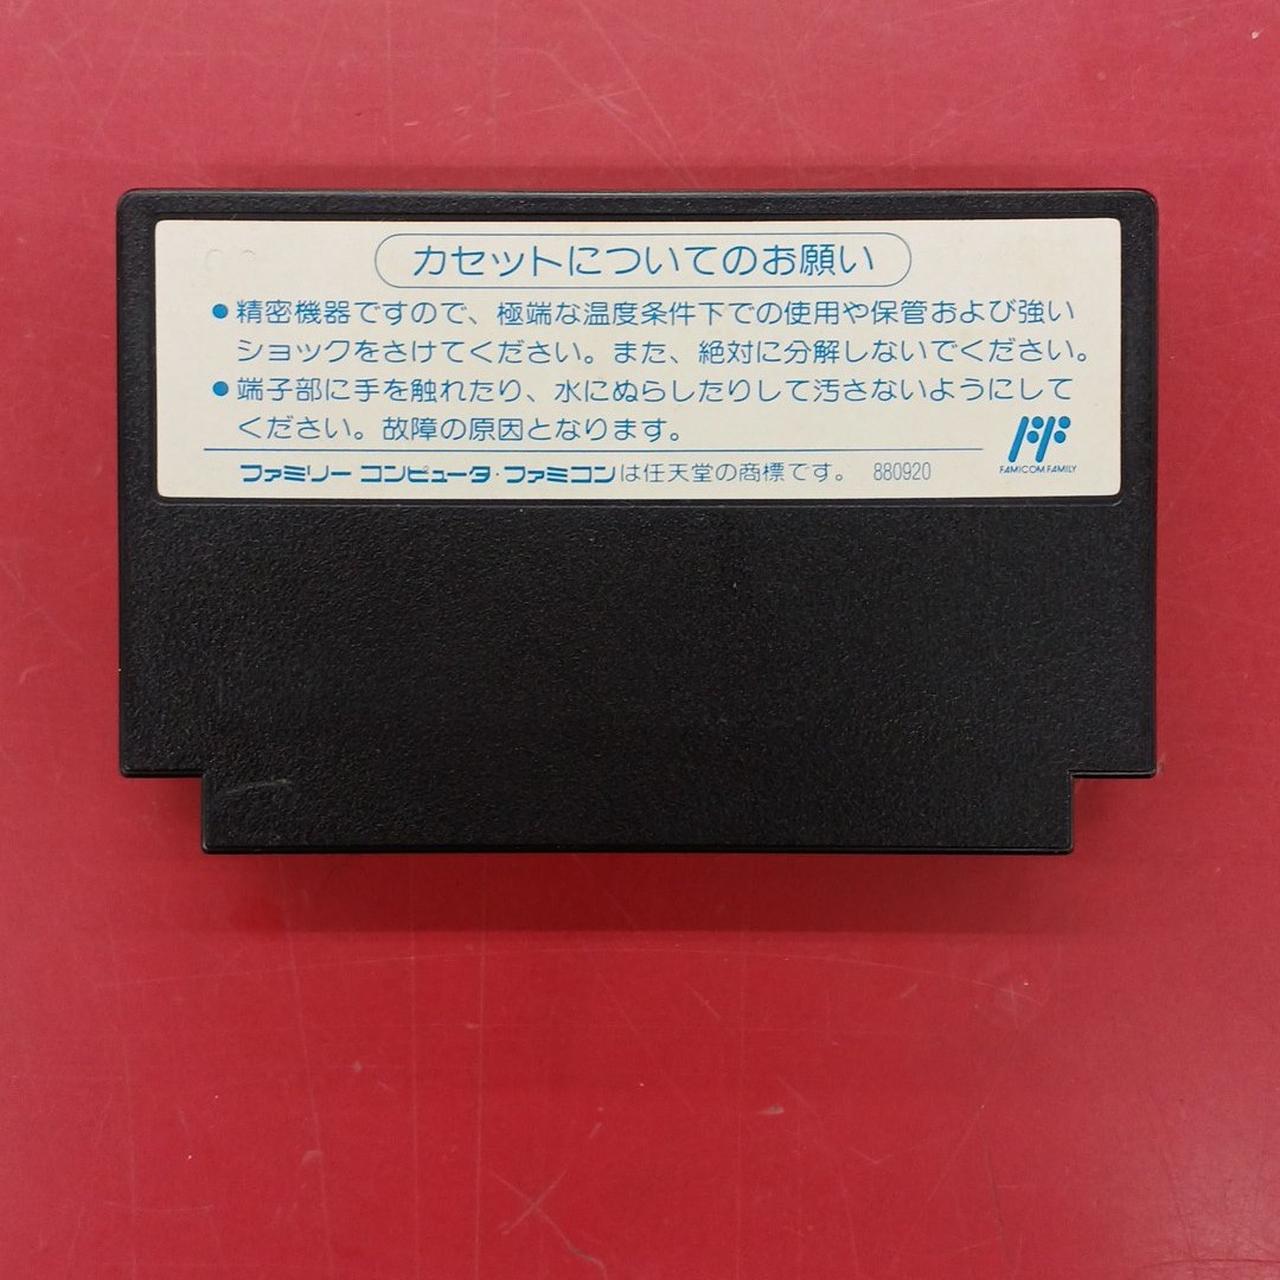 カセットについてのお願い
●精密機器ですので、極端な温度条件下での使用や保管および強い
ショックをさけてください。また、絶対に分解しないでください。
●端子部に手を触れたり、水にぬらしたりして汚さないようにして
ください。故障の原因となります。
FAMICOM FAMILY
ファミリー コンピュータ・ファミコンは任天堂の商標です。 880920